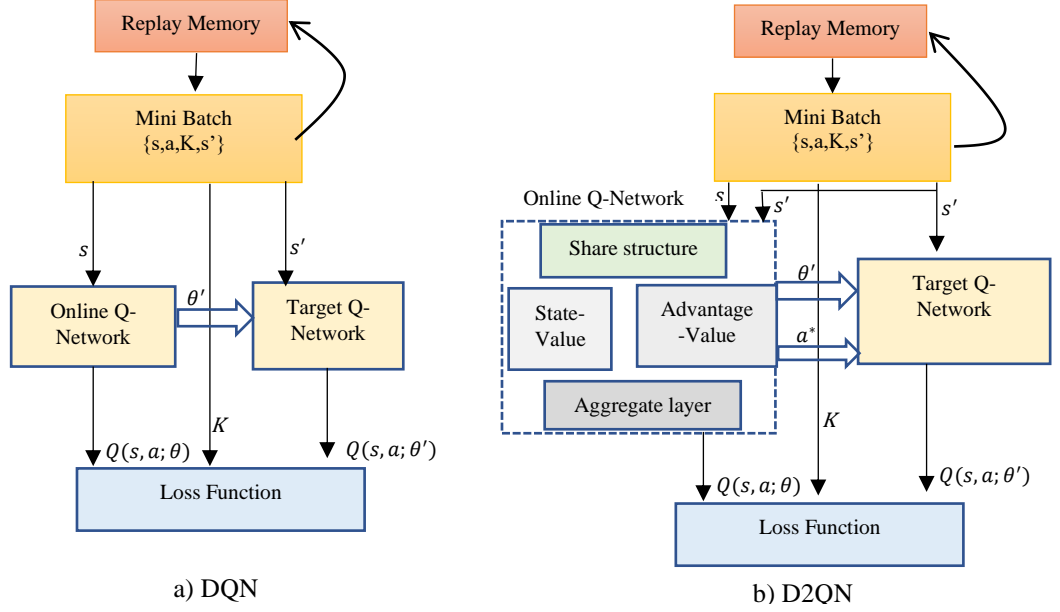 Replay Memory
Mini Batch
{s,a,K,s’}
s
s′
Online Q-
Network
θ′
Target Q-
Network
K
Q(s, a; θ)
Q(s, a; θ′)
Loss Function
a) DQN
Replay Memory
Mini Batch
{s,a,K,s’}
Online Q-Network
s
s′
s′
Share structure
State-
Value
Advantage
-Value
θ′
a*
Target Q-
Network
Aggregate layer
K
Q(s, a; θ)
Q(s, a; θ′)
Loss Function
b) D2QN